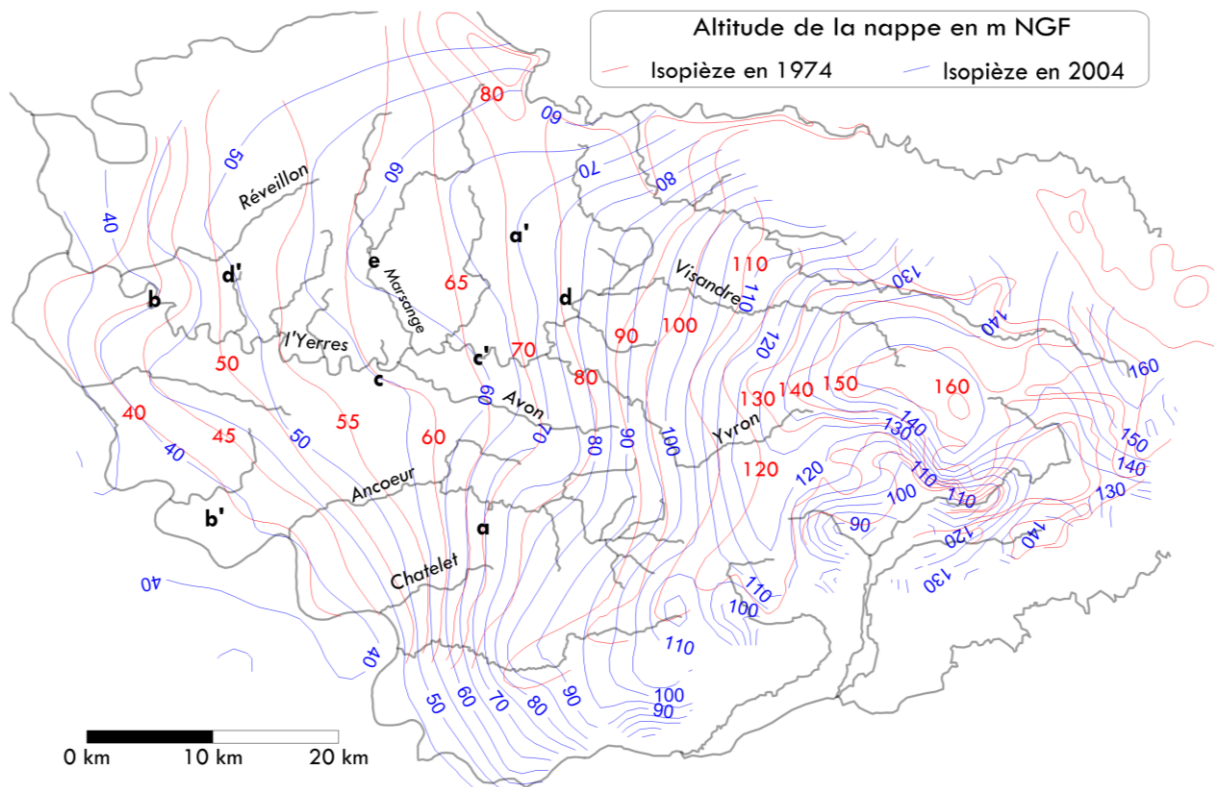 Altitude de la nappe en m NGF
Isopièze en 1974
Isopièze en 2004
80
60
50
70
60
80
Réveillon
40
a'
110
130
d'
e
Marsange
65
b
d
Visandre
110
140
90
100
l'Yerres
70
120
50
c'
160
c
80
60
Avon
130
140
150
160
40
45
50
55
60
70
80
90
100
Yvron
130
140
150
40
120
120
110
140
Ancoeur
100
110
130
b'
a
90
120
140
Chatelet
40
110
130
100
40
110
50
60
70
80
90
100
90
0 km
10 km
20 km